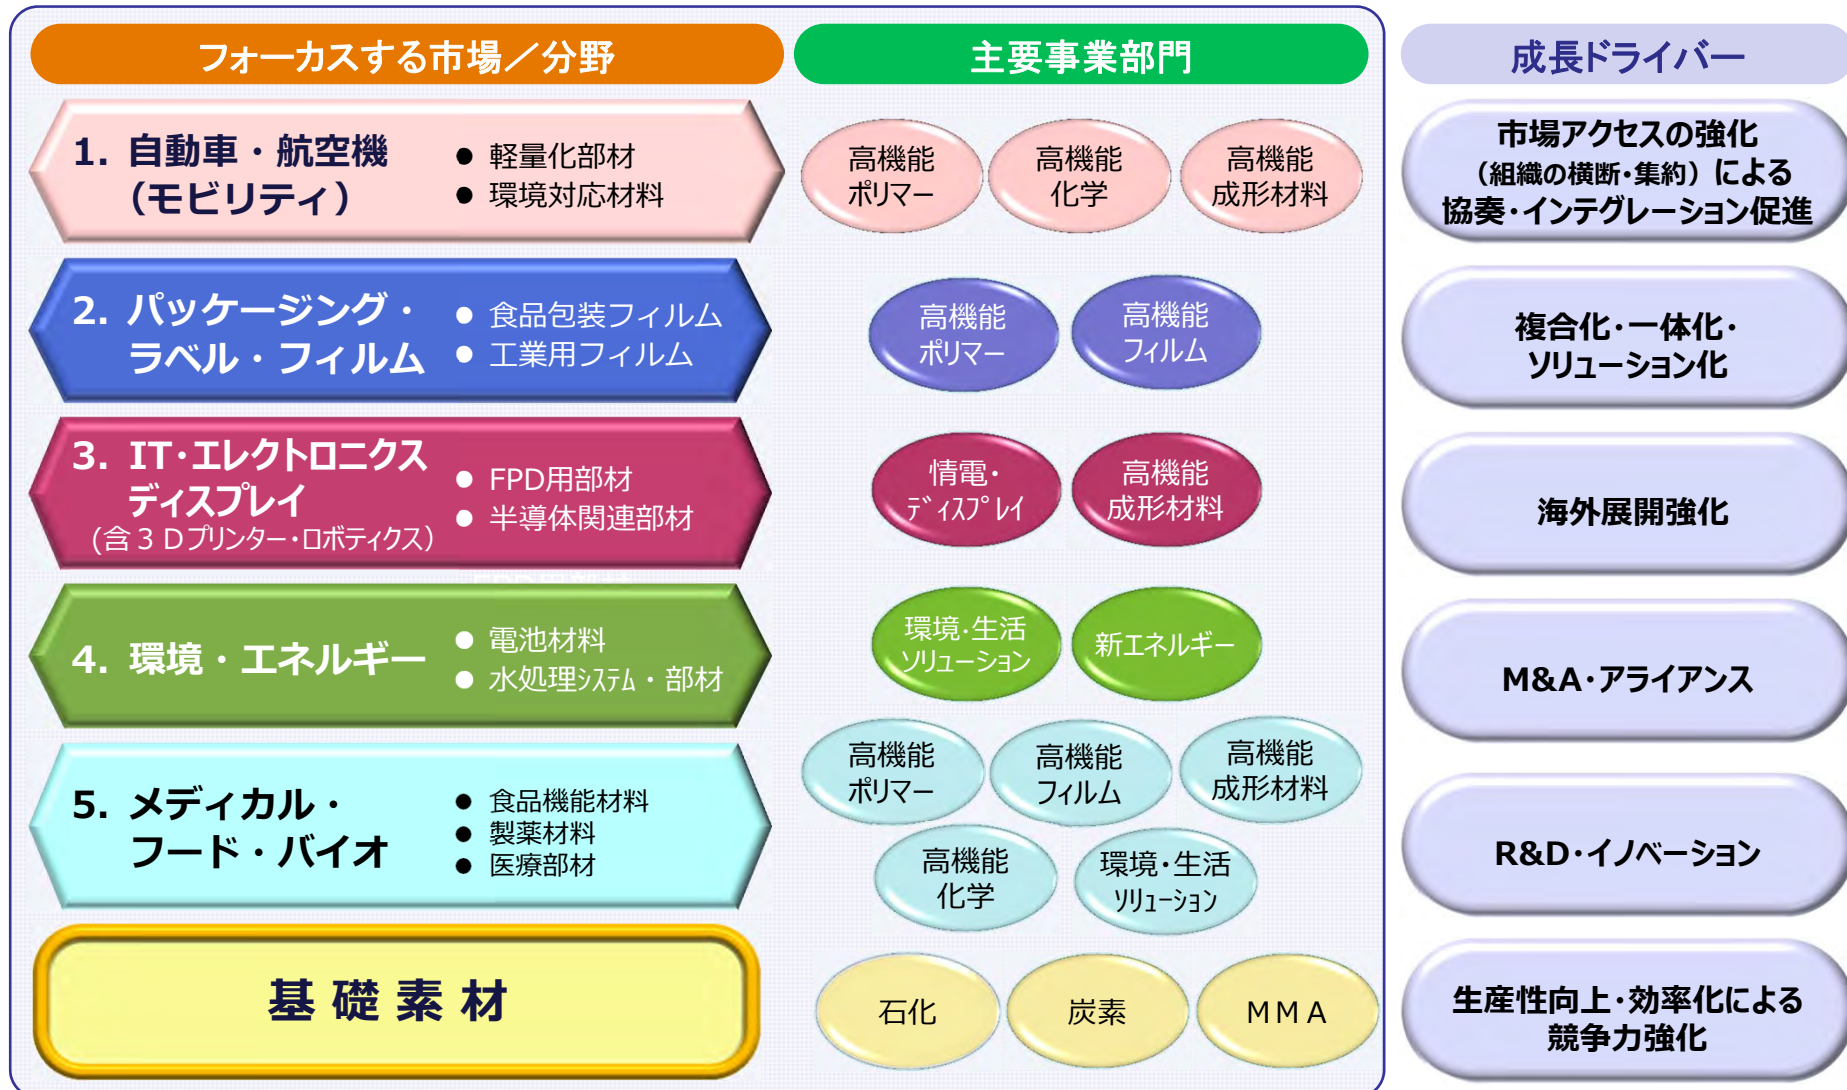 フォーカスする市場／分野
主要事業部門
成長ドライバー
1. 自動車・航空機
（モビリティ）
● 軽量化部材
● 環境対応材料
高機能
ポリマー
高機能
化学
高機能
成形材料
市場アクセスの強化
（組織の横断・集約）による
協奏・インテグレーション促進
2. パッケージング・
ラベル・フィルム
● 食品包装フィルム
● 工業用フィルム
高機能
ポリマー
高機能
フィルム
複合化・一体化・
ソリューション化
3. IT・エレクトロニクス
ディスプレイ
(含３Ｄプリンター・ロボティクス)
● FPD用部材
● 半導体関連部材
情電・
ﾃﾞｨｽﾌﾟﾚｲ
高機能
成形材料
海外展開強化
4. 環境・エネルギー
● 電池材料
● 水処理ｼｽﾃﾑ・部材
環境・生活
ソリューション
新エネルギー
M&A・アライアンス
5. メディカル・
フード・バイオ
● 食品機能材料
● 製薬材料
● 医療部材
高機能
ポリマー
高機能
フィルム
高機能
成形材料
高機能
化学
環境・生活
ソリューション
R&D・イノベーション
基礎素材
石化
炭素
ＭＭＡ
生産性向上・効率化による
競争力強化